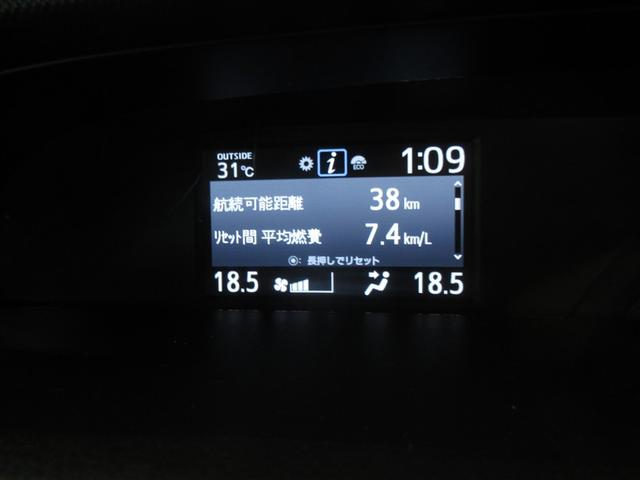 OUTSIDE
31℃ i ECO 1:09
航続可能距離 38 km
リセット間 平均燃費 7.4 km/L
⦿: 長押しでリセット
18.5 18.5